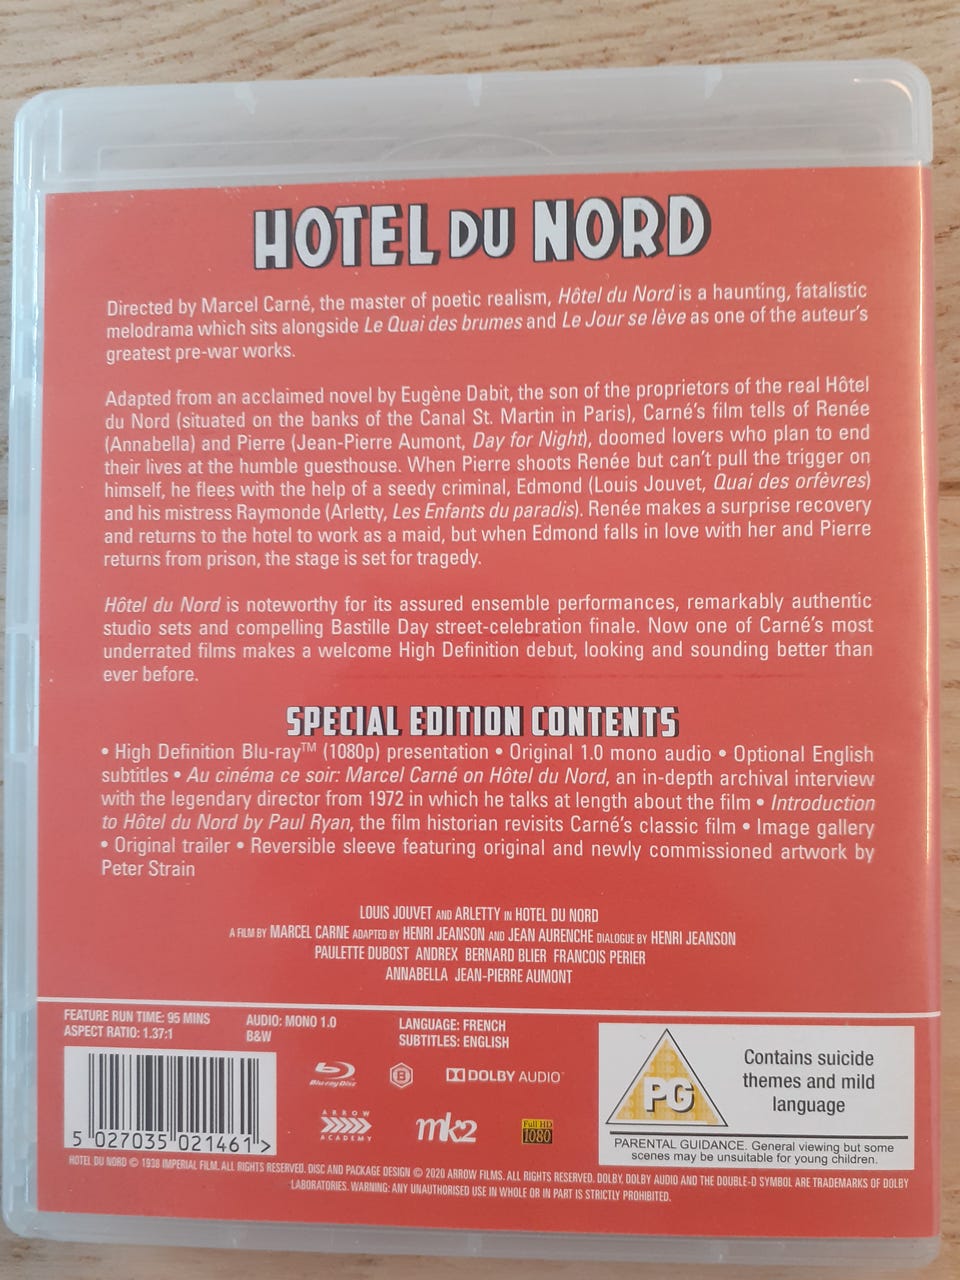 HOTEL DU NORD
Directed by Marcel Carné, the master of poetic realism, Hôtel du Nord is a haunting, fatalistic
melodrama which sits alongside Le Quai des brumes and Le Jour se lève as one of the auteur's
greatest pre-war works.
Adapted from an acclaimed novel by Eugène Dabit, the son of the proprietors of the real Hôtel
du Nord (situated on the banks of the Canal St. Martin in Paris), Carné's film tells of Renée
(Annabella) and Pierre (Jean-Pierre Aumont, Day for Night), doomed lovers who plan to end
their lives at the humble guesthouse. When Pierre shoots Renée but can't pull the trigger on
himself, he flees with the help of a seedy criminal, Edmond (Louis Jouvet, Quai des orfèvres)
and his mistress Raymonde (Arletty, Les Enfants du paradis). Renée makes a surprise recovery
and returns to the hotel to work as a maid, but when Edmond falls in love with her and Pierre
returns from prison, the stage is set for tragedy.
Hôtel du Nord is noteworthy for its assured ensemble performances, remarkably authentic
studio sets and compelling Bastille Day street-celebration finale. Now one of Carné's most
underrated films makes a welcome High Definition debut, looking and sounding better than
ever before.
SPECIAL EDITION CONTENTS
• High Definition Blu-ray™ (1080p) presentation • Original 1.0 mono audio • Optional English
subtitles • Au cinéma ce soir: Marcel Carné on Hôtel du Nord, an in-depth archival interview
with the legendary director from 1972 in which he talks at length about the film • Introduction
to Hôtel du Nord by Paul Ryan, the film historian revisits Carné's classic film • Image gallery
• Original trailer • Reversible sleeve featuring original and newly commissioned artwork by
Peter Strain
LOUIS JOUVET AND ARLETTY IN HOTEL DU NORD
A FILM BY MARCEL CARNE ADAPTED BY HENRI JEANSON AND JEAN AURENCHE DIALOGUE BY HENRI JEANSON
PAULETTE DUBOST ANDREX BERNARD BLIER FRANCOIS PERIER
ANNABELLA JEAN-PIERRE AUMONT
FEATURE RUN TIME: 95 MINS
ASPECT RATIO: 1.37:1
AUDIO: MONO 1.0
B&W
LANGUAGE: FRENCH
SUBTITLES: ENGLISH
Blu-ray Disc
B
DOLBY AUDIO™
ARROW
ACADEMY
mk2
Full HD
1080
PG
Contains suicide
themes and mild
language
PARENTAL GUIDANCE. General viewing but some
scenes may be unsuitable for young children.
5 027035 021461 >
HOTEL DU NORD © 1938 IMPERIAL FILM. ALL RIGHTS RESERVED. DISC AND PACKAGE DESIGN © 2020 ARROW FILMS. ALL RIGHTS RESERVED. DOLBY, DOLBY AUDIO AND THE DOUBLE-D SYMBOL ARE TRADEMARKS OF DOLBY
LABORATORIES. WARNING: ANY UNAUTHORISED USE IN WHOLE OR IN PART IS STRICTLY PROHIBITED.